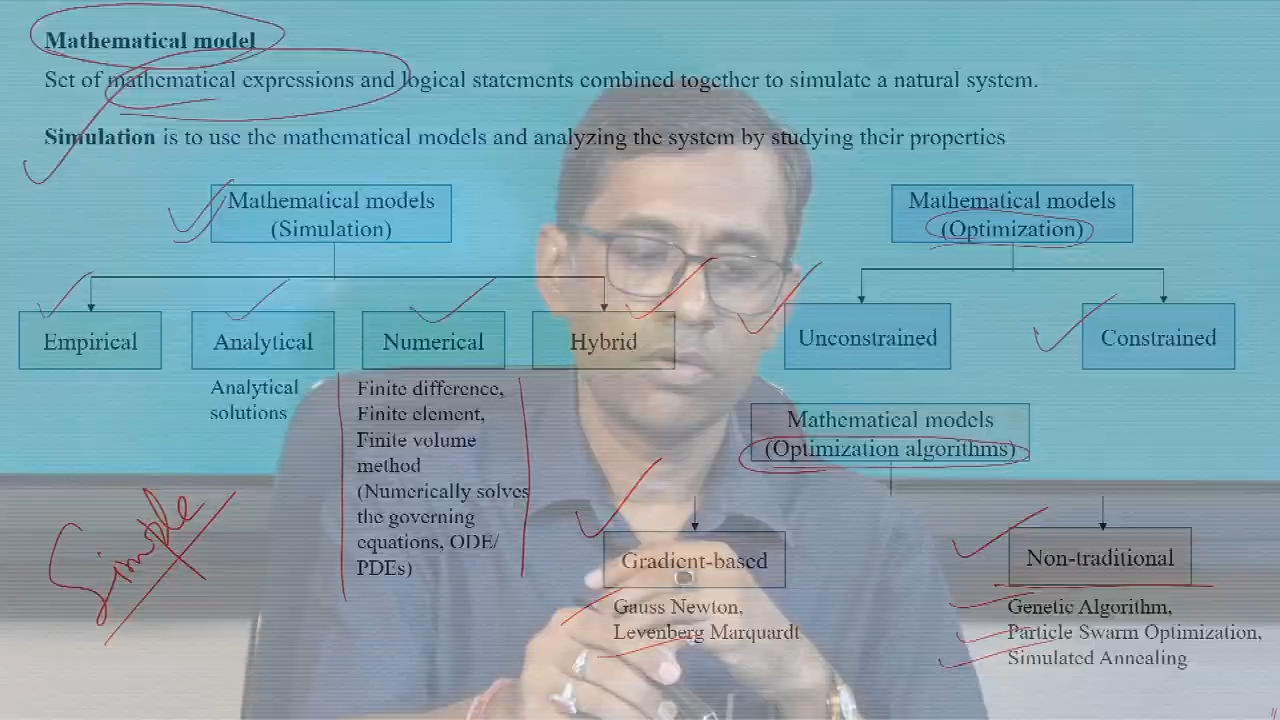 Mathematical model
Set of mathematical expressions and logical statements combined together to simulate a natural system.
Simulation is to use the mathematical models and analyzing the system by studying their properties
Mathematical models
(Simulation)
Empirical
Analytical
Numerical
Hybrid
Analytical
solutions
Finite difference,
Finite element,
Finite volume
method
(Numerically solves
the governing
equations, ODE/
PDEs)
Simple
Mathematical models
(Optimization)
Unconstrained
Constrained
Mathematical models
(Optimization algorithms)
Gradient-based
Gauss Newton,
Levenberg Marquardt
Non-traditional
Genetic Algorithm,
Particle Swarm Optimization,
Simulated Annealing